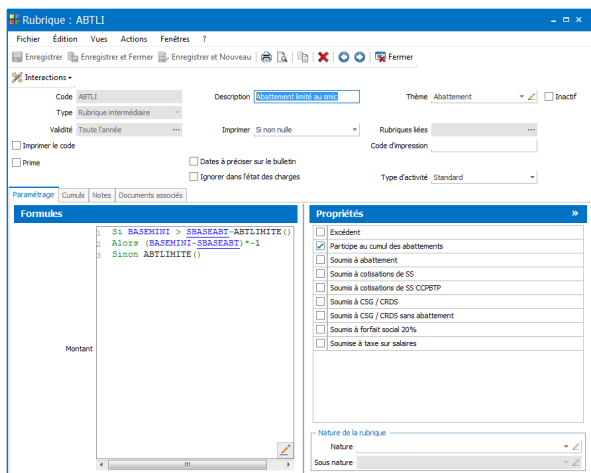 Rubrique : ABTLI
Fichier Édition Vues Actions Fenêtres ?
Enregistrer Enregistrer et Fermer Enregistrer et Nouveau Fermer
Interactions
Code ABTLI Description Abattement limité au smic Thème Abattement Inactif
Type Rubrique intermédiaire
Validité Toute l'année ... Imprimer Si non nulle Rubriques liées ...
Imprimer le code Code d'impression
Prime Dates à préciser sur le bulletin
Ignorer dans l'état des charges Type d'activité Standard
Paramétrage Cumuls Notes Documents associés
Formules
Montant
1 Si BASEMINI > SBASEABT-ABTLIMITE()
2 Alors (BASEMINI-SBASEABT)*-1
3 Sinon ABTLIMITE()
Propriétés »
Excédent
Participe au cumul des abattements
Soumis à abattement
Soumis à cotisations de SS
Soumis à cotisations de SS CCPBTP
Soumis à CSG / CRDS
Soumis à CSG / CRDS sans abattement
Soumis à forfait social 20%
Soumise à taxe sur salaires
Nature de la rubrique
Nature
Sous nature